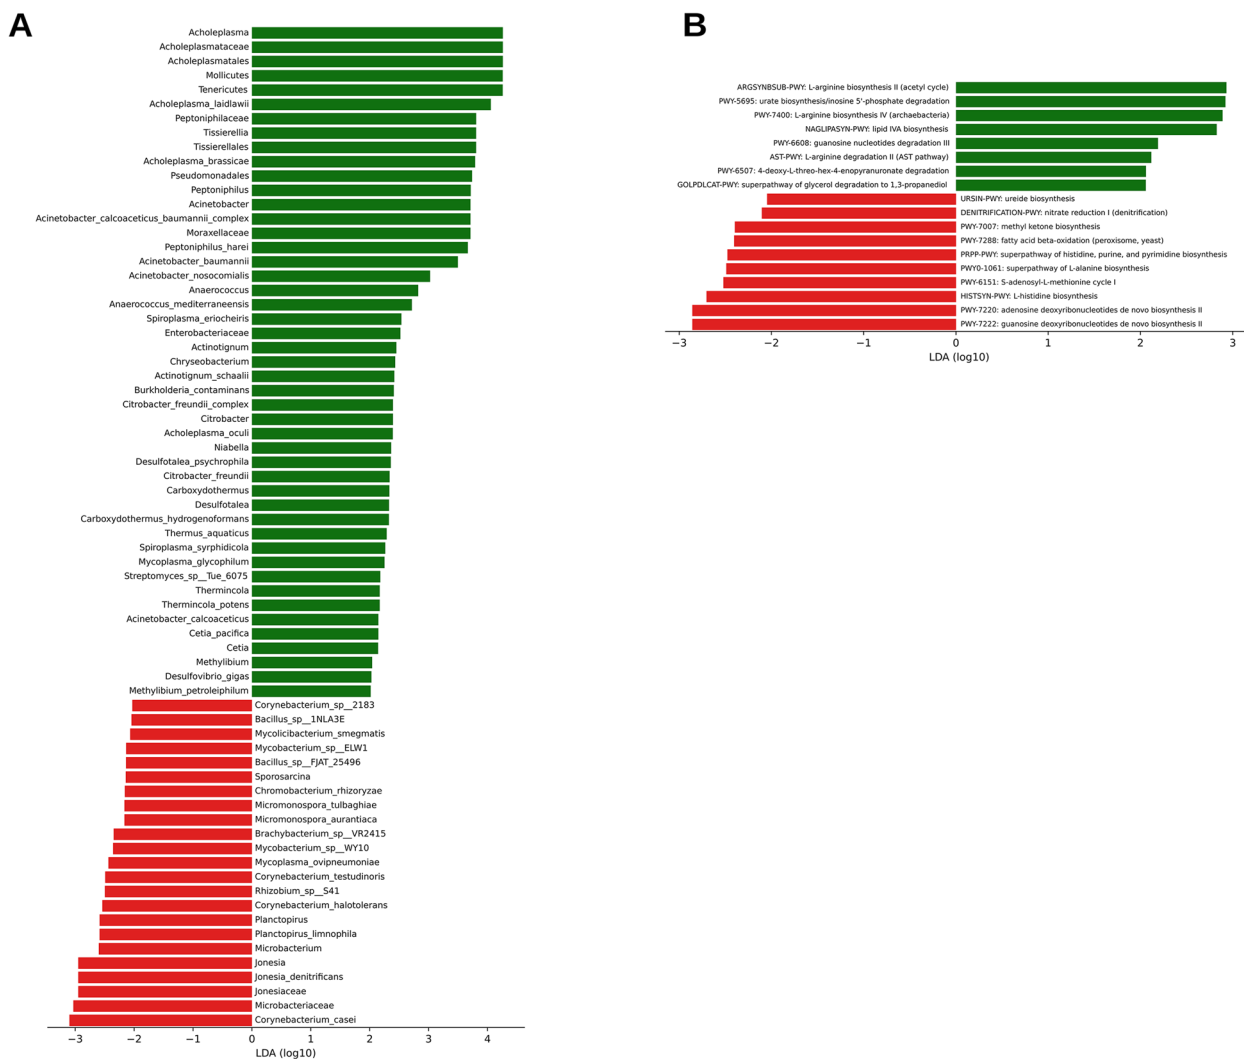 A
Acholeplasma
Acholeplasmataceae
Acholeplasmatales
Mollicutes
Tenericutes
Acholeplasma_laidlawii
Peptoniphilaceae
Tissierellia
Tissierellales
Acholeplasma_brassicae
Pseudomonadales
Peptoniphilus
Acinetobacter
Acinetobacter_calcoaceticus_baumannii_complex
Moraxellaceae
Peptoniphilus_harei
Acinetobacter_baumannii
Acinetobacter_nosocomialis
Anaerococcus
Anaerococcus_mediterraneensis
Spiroplasma_eriocheiris
Enterobacteriaceae
Actinotignum
Chryseobacterium
Actinotignum_schaalii
Burkholderia_contaminans
Citrobacter_freundii_complex
Citrobacter
Acholeplasma_oculi
Niabella
Desulfotalea_psychrophila
Citrobacter_freundii
Carboxydothermus
Desulfotalea
Carboxydothermus_hydrogenoformans
Thermus_aquaticus
Spiroplasma_syrphidicola
Mycoplasma_glycophilum
Streptomyces_sp__Tue_6075
Thermincola
Thermincola_potens
Acinetobacter_calcoaceticus
Cetia_pacifica
Cetia
Methylibium
Desulfovibrio_gigas
Methylibium_petroleiphilum
Corynebacterium_sp__2183
Bacillus_sp__1NLA3E
Mycolicibacterium_smegmatis
Mycobacterium_sp__ELW1
Bacillus_sp__FJAT_25496
Sporosarcina
Chromobacterium_rhizoryzae
Micromonospora_tulbaghiae
Micromonospora_aurantiaca
Brachybacterium_sp__VR2415
Mycobacterium_sp__WY10
Mycoplasma_ovipneumoniae
Corynebacterium_testudinoris
Rhizobium_sp__S41
Corynebacterium_halotolerans
Planctopirus
Planctopirus_limnophila
Microbacterium
Jonesia
Jonesia_denitrificans
Jonesiaceae
Microbacteriaceae
Corynebacterium_casei
−3 −2 −1 0 1 2 3 4
LDA (log10)
B
ARGSYNBSUB-PWY: L-arginine biosynthesis II (acetyl cycle)
PWY-5695: urate biosynthesis/inosine 5'-phosphate degradation
PWY-7400: L-arginine biosynthesis IV (archaebacteria)
NAGLIPASYN-PWY: lipid IVA biosynthesis
PWY-6608: guanosine nucleotides degradation III
AST-PWY: L-arginine degradation II (AST pathway)
PWY-6507: 4-deoxy-L-threo-hex-4-enopyranuronate degradation
GOLPDLCAT-PWY: superpathway of glycerol degradation to 1,3-propanediol
URSIN-PWY: ureide biosynthesis
DENITRIFICATION-PWY: nitrate reduction I (denitrification)
PWY-7007: methyl ketone biosynthesis
PWY-7288: fatty acid beta-oxidation (peroxisome, yeast)
PRPP-PWY: superpathway of histidine, purine, and pyrimidine biosynthesis
PWY0-1061: superpathway of L-alanine biosynthesis
PWY-6151: S-adenosyl-L-methionine cycle I
HISTSYN-PWY: L-histidine biosynthesis
PWY-7220: adenosine deoxyribonucleotides de novo biosynthesis II
PWY-7222: guanosine deoxyribonucleotides de novo biosynthesis II
−3 −2 −1 0 1 2 3
LDA (log10)